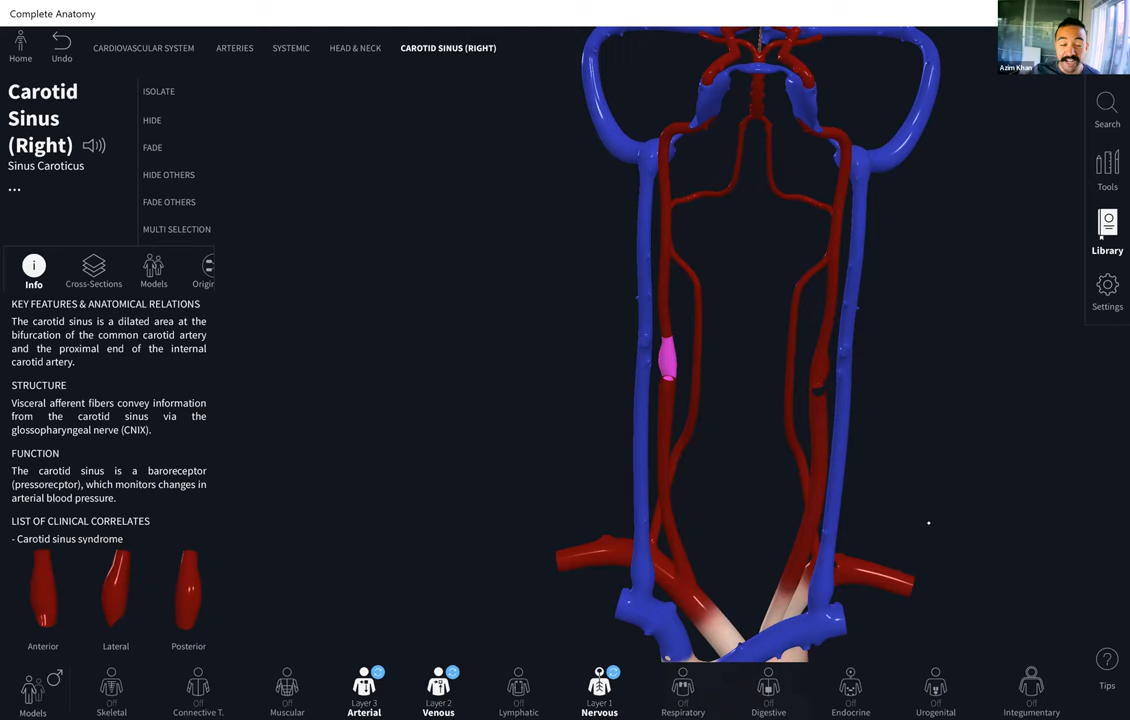 Complete Anatomy
Home
Undo
CARDIOVASCULAR SYSTEM
ARTERIES
SYSTEMIC
HEAD & NECK
CAROTID SINUS (RIGHT)
Azim Khan
Carotid
Sinus
(Right)
Sinus Caroticus
...
ISOLATE
HIDE
FADE
HIDE OTHERS
FADE OTHERS
MULTI SELECTION
Info
Cross-Sections
Models
Origin
KEY FEATURES & ANATOMICAL RELATIONS
The carotid sinus is a dilated area at the
bifurcation of the common carotid artery
and the proximal end of the internal
carotid artery.
STRUCTURE
Visceral afferent fibers convey information
from the carotid sinus via the
glossopharyngeal nerve (CNIX).
FUNCTION
The carotid sinus is a baroreceptor
(pressoreceptor), which monitors changes in
arterial blood pressure.
LIST OF CLINICAL CORRELATES
- Carotid sinus syndrome
Anterior
Lateral
Posterior
Search
Tools
Library
Settings
Tips
Models
Off
Skeletal
Off
Connective T.
Off
Muscular
Layer 3
Arterial
Layer 2
Venous
Off
Lymphatic
Layer 1
Nervous
Off
Respiratory
Off
Digestive
Off
Endocrine
Off
Urogenital
Off
Integumentary